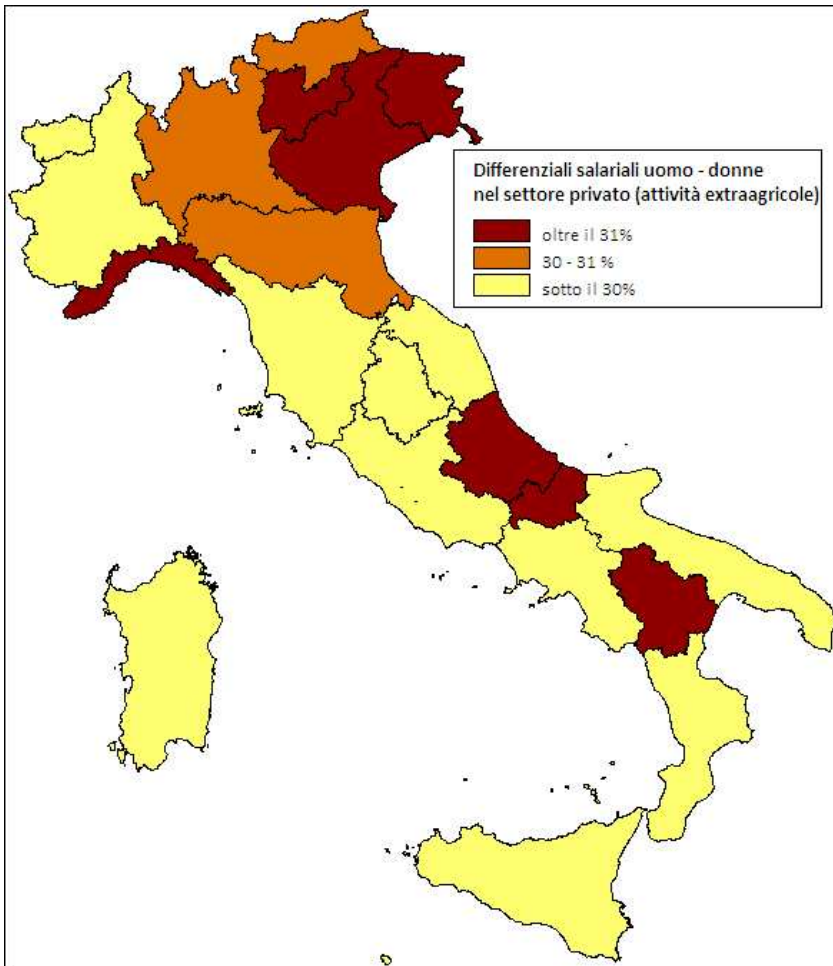 Differenziali salariali uomo - donne
nel settore privato (attività extraagricole)
oltre il 31%
30 - 31 %
sotto il 30%